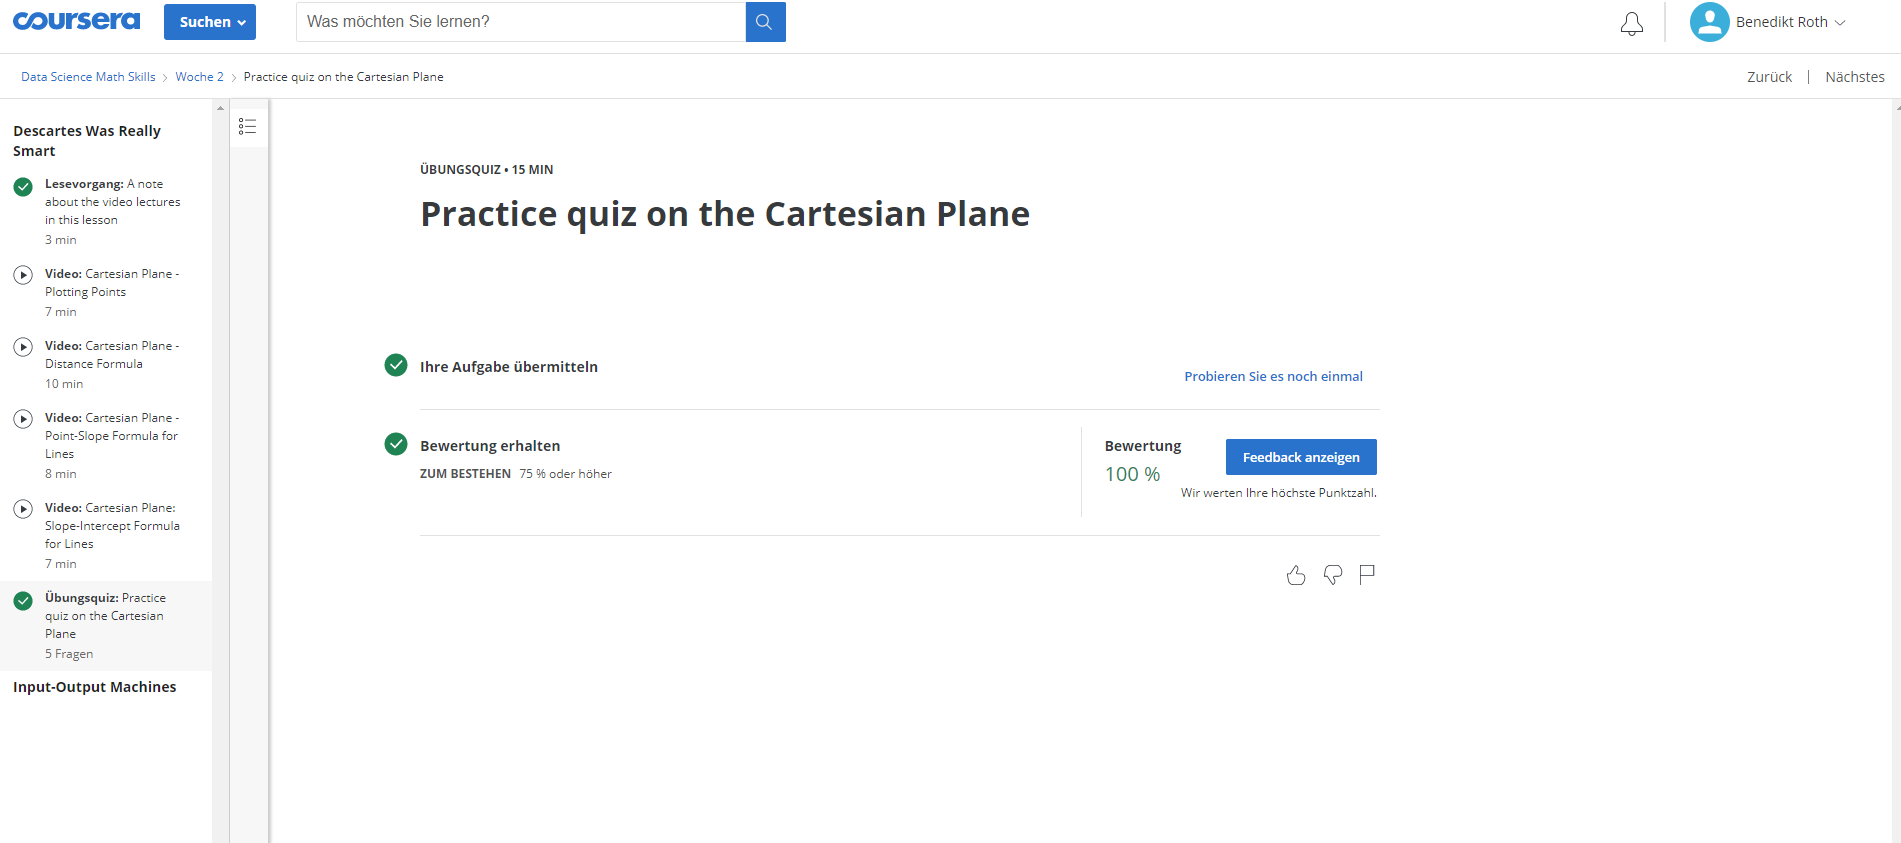 coursera
Suchen
Was möchten Sie lernen?
Benedikt Roth
Data Science Math Skills
Woche 2
Practice quiz on the Cartesian Plane
Zurück
Nächstes
Descartes Was Really
Smart
Lesevorgang: A note
about the video lectures
in this lesson
3 min
Video: Cartesian Plane -
Plotting Points
7 min
Video: Cartesian Plane -
Distance Formula
10 min
Video: Cartesian Plane -
Point-Slope Formula for
Lines
8 min
Video: Cartesian Plane:
Slope-Intercept Formula
for Lines
7 min
Übungsquiz: Practice
quiz on the Cartesian
Plane
5 Fragen
Input-Output Machines
ÜBUNGSQUIZ • 15 MIN
Practice quiz on the Cartesian Plane
Ihre Aufgabe übermitteln
Probieren Sie es noch einmal
Bewertung erhalten
ZUM BESTEHEN 75 % oder höher
Bewertung
100 %
Feedback anzeigen
Wir werten Ihre höchste Punktzahl.